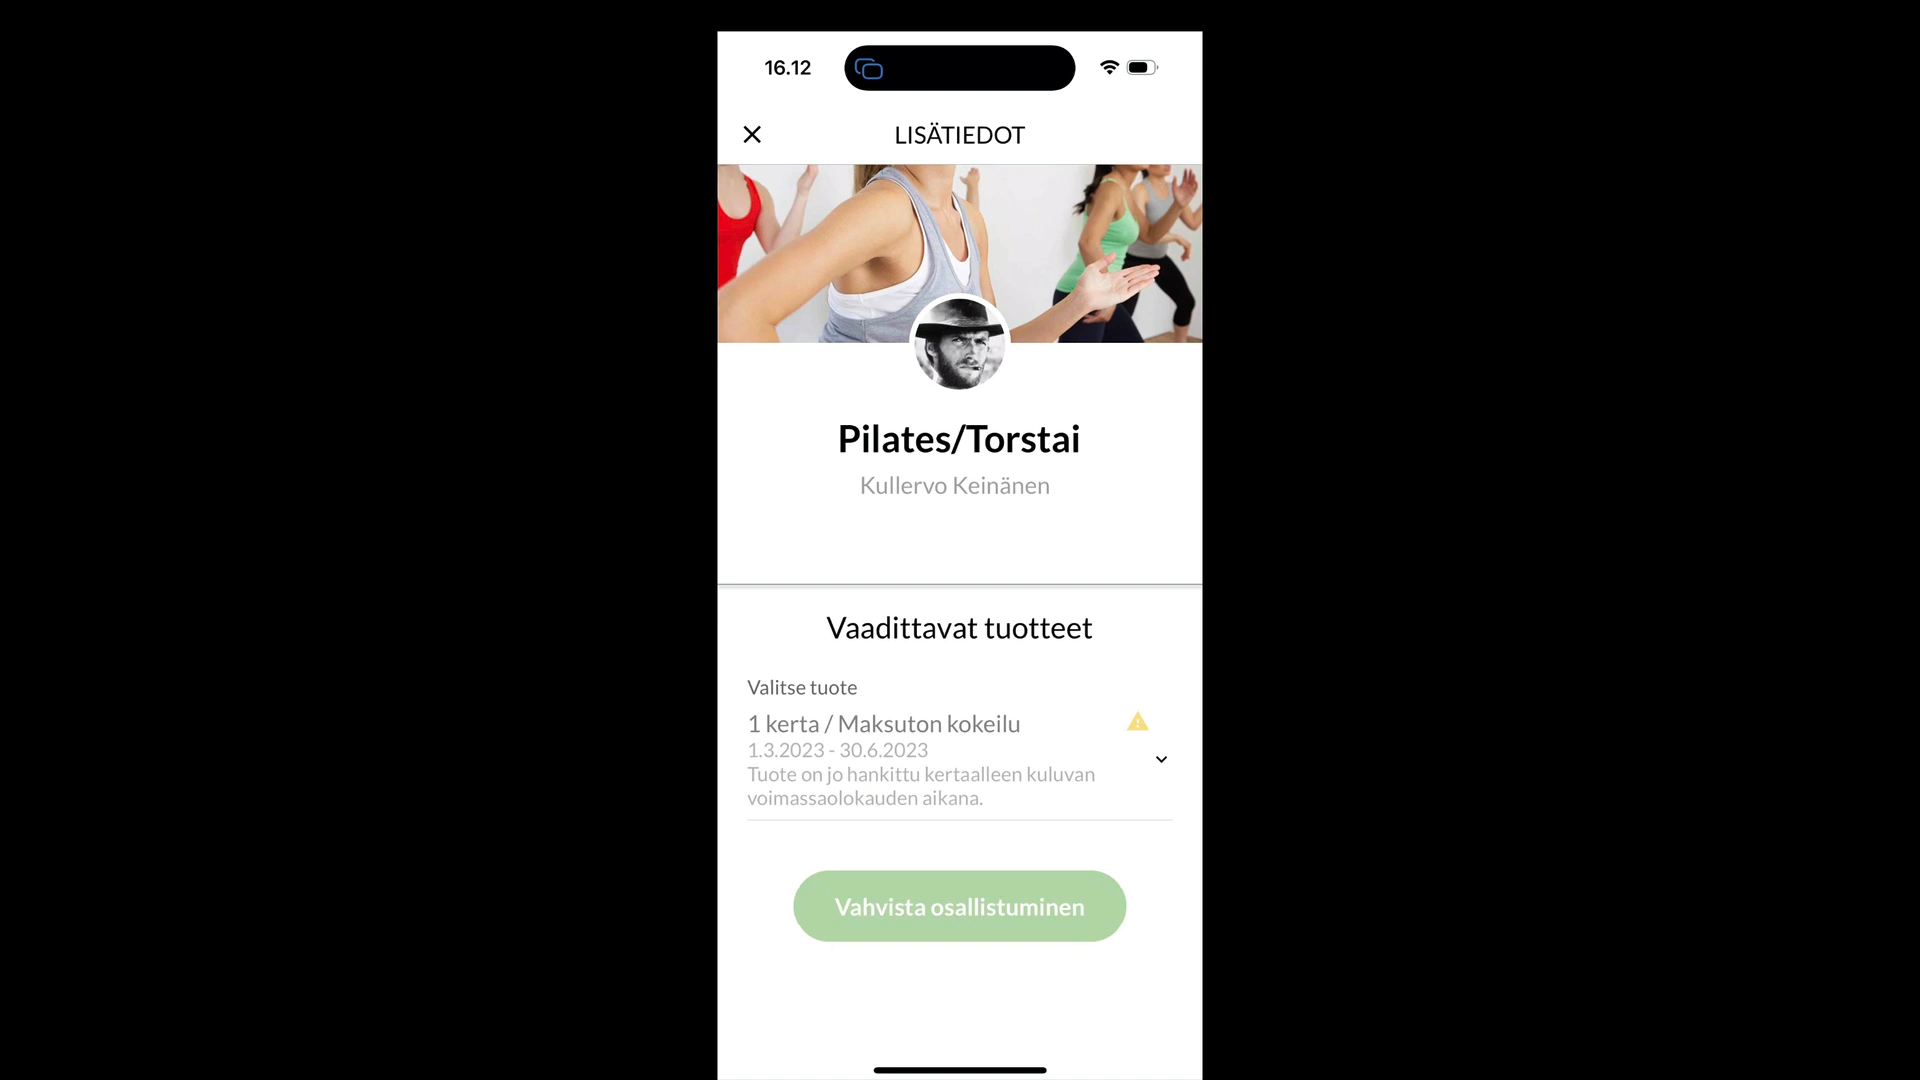 16.12
LISÄTIEDOT
Pilates/Torstai
Kullervo Keinänen
Vaadittavat tuotteet
Valitse tuote
1 kerta / Maksuton kokeilu
1.3.2023 - 30.6.2023
Tuote on jo hankittu kertaalleen kuluvan
voimassaolokauden aikana.
Vahvista osallistuminen